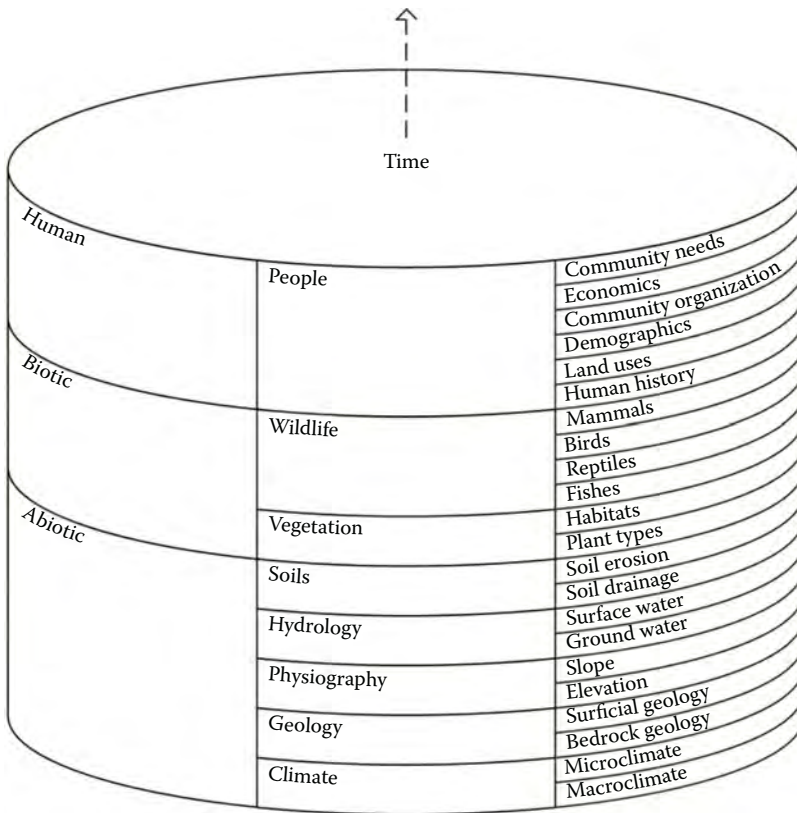 Time
Human
Biotic
Abiotic
People
Wildlife
Vegetation
Soils
Hydrology
Physiography
Geology
Climate
Community needs
Economics
Community organization
Demographics
Land uses
Human history
Mammals
Birds
Reptiles
Fishes
Habitats
Plant types
Soil erosion
Soil drainage
Surface water
Ground water
Slope
Elevation
Surficial geology
Bedrock geology
Microclimate
Macroclimate